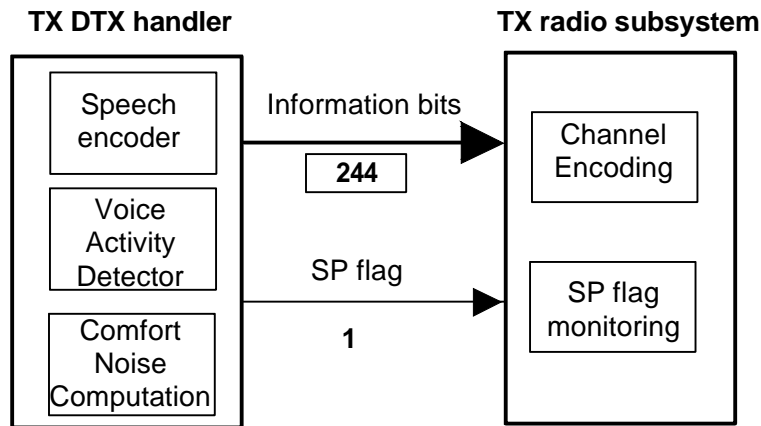 TX DTX handler
TX radio subsystem
Speech
encoder
Information bits
244
Channel
Encoding
Voice
Activity
Detector
SP flag
1
SP flag
monitoring
Comfort
Noise
Computation